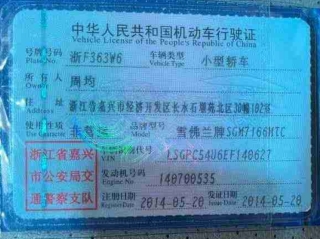 中华人民共和国机动车行驶证
Vehicle License of the People's Republic of China
号牌号码 浙F363W6 车辆类型 小型轿车
Plate No. Vehicle Type
所有人 周均
Owner
住址 浙江省嘉兴市经济开发区长水石堰苑北区30幢102室
Address
使用性质 非营运 品牌型号 雪佛兰牌SGM7166MTC
Use Character Model
浙江省嘉兴 车辆识别代号 LSGPC54U6EF140627
VIN
市公安局交 发动机号码 140700535
Engine No.
通警察支队 注册日期 2014-05-20 发证日期 2014-05-20
Register Date Issue Date